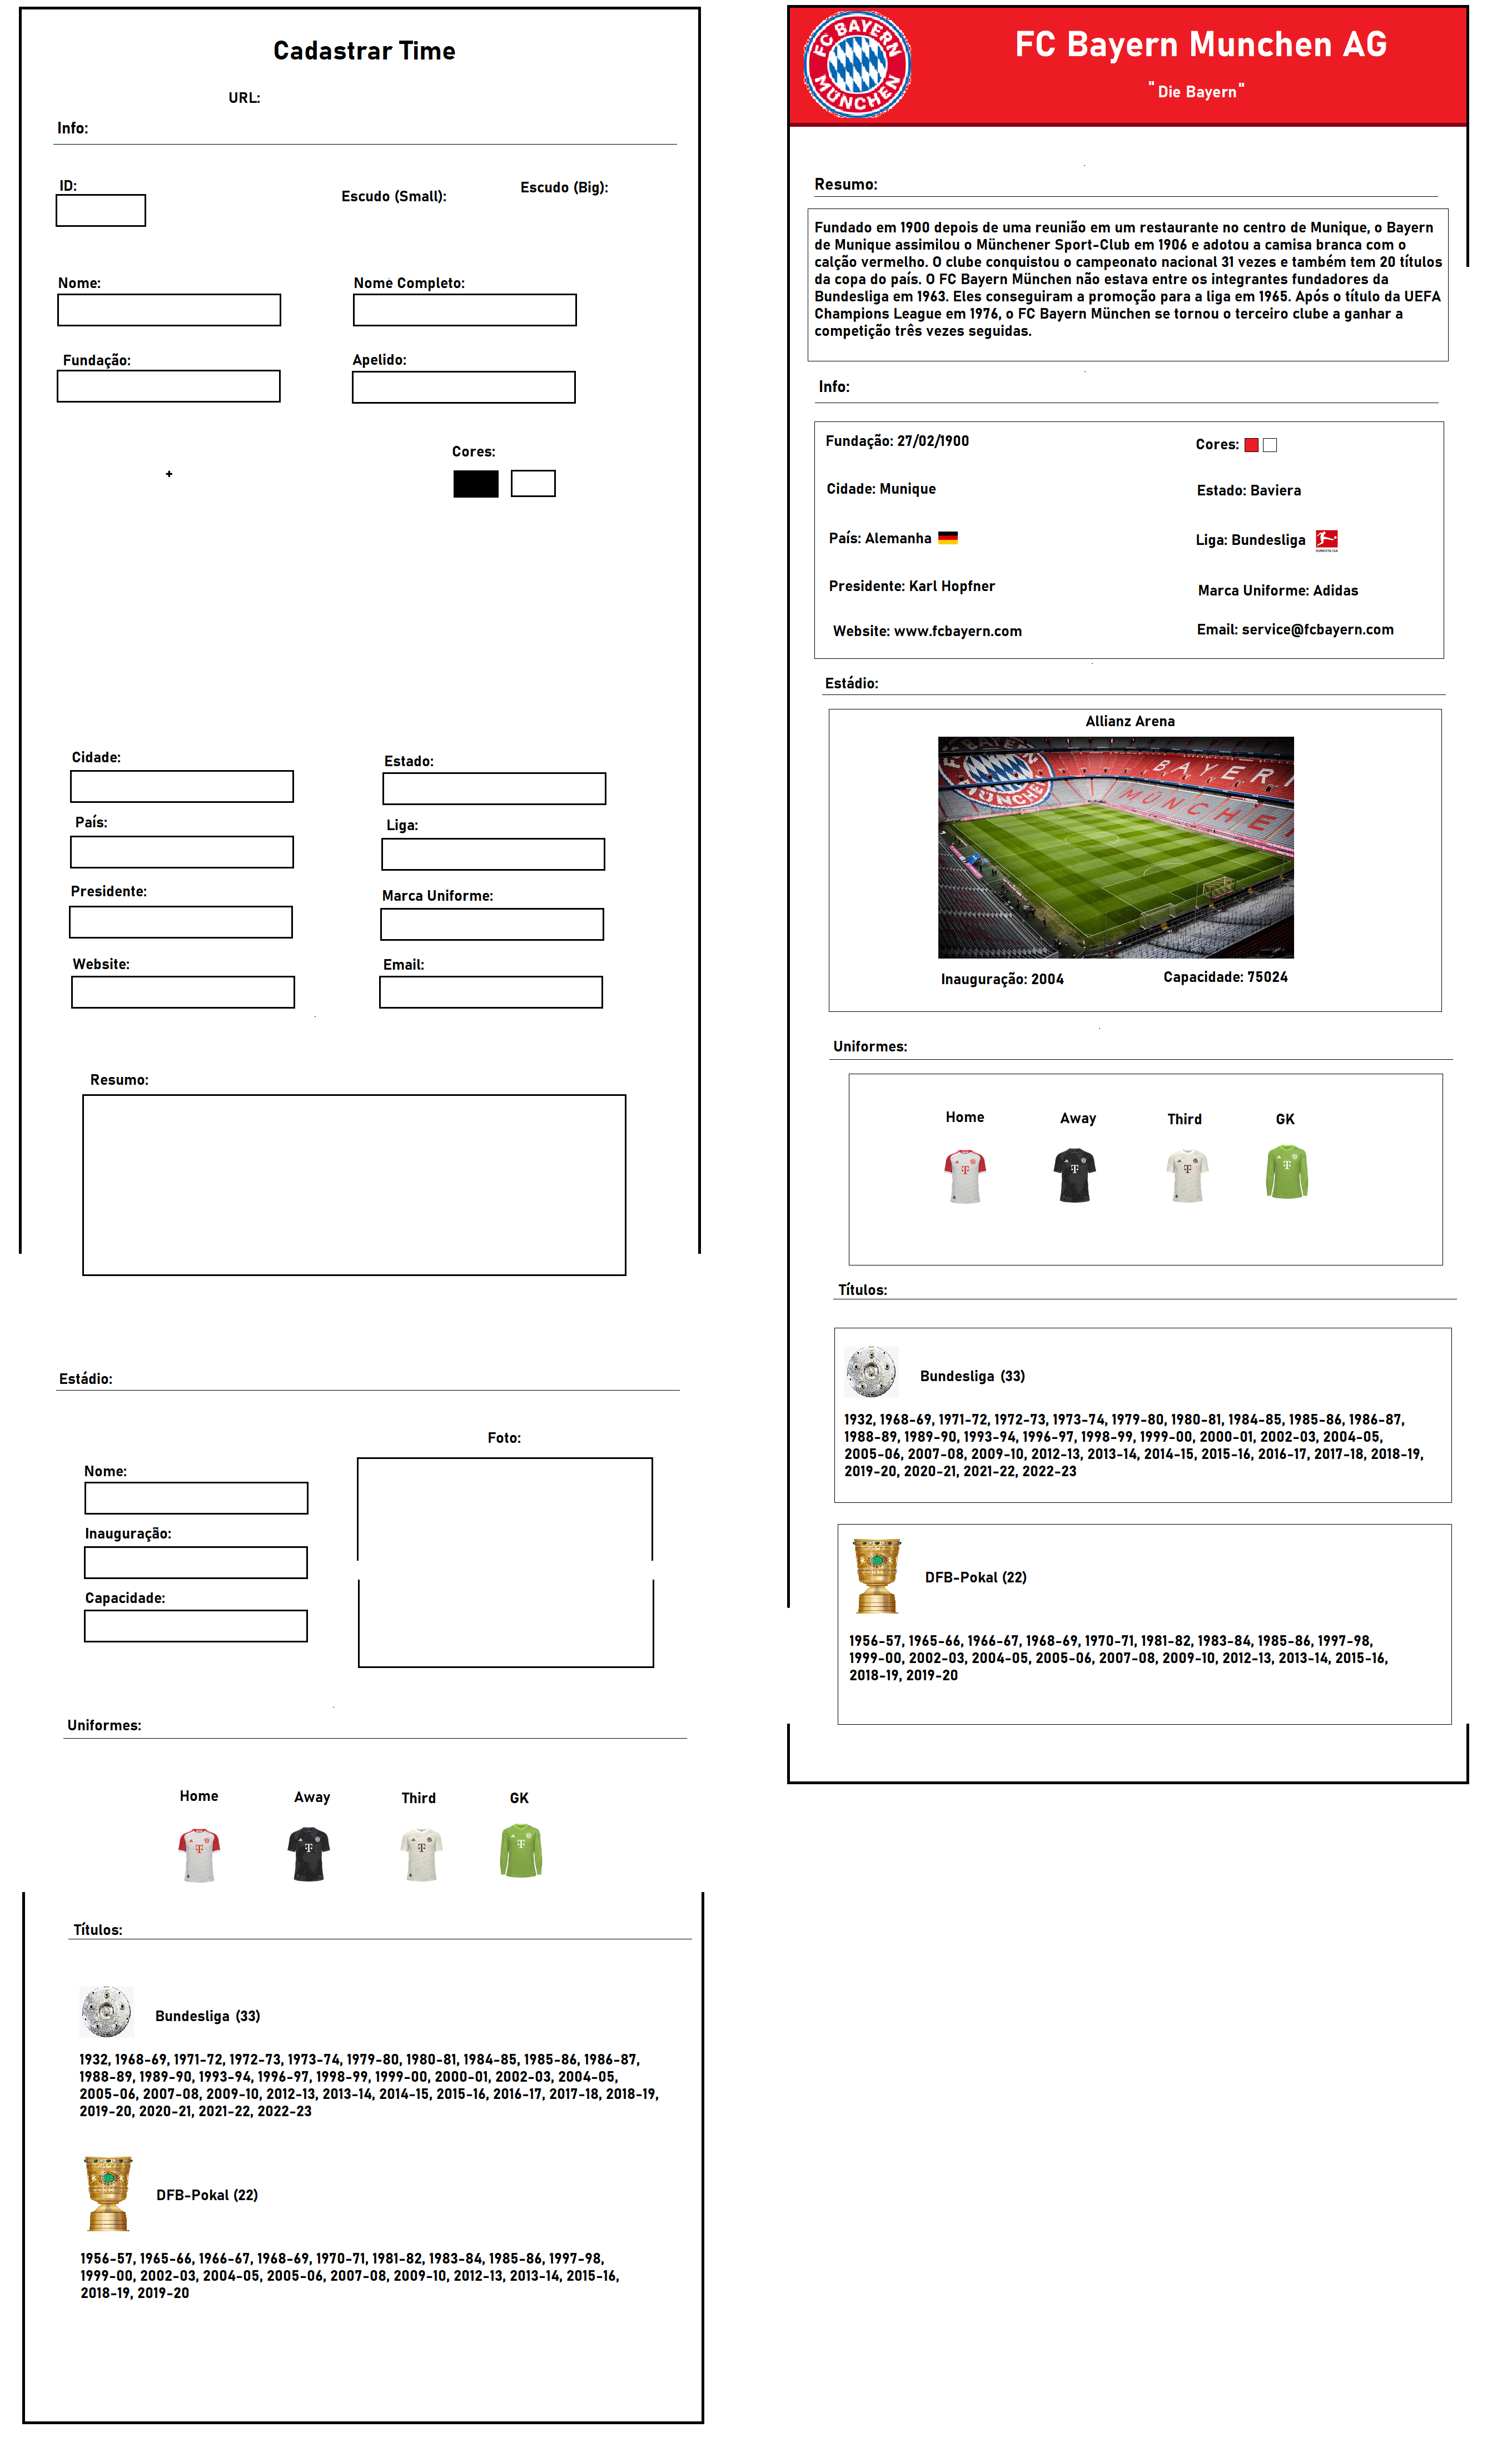 Cadastrar Time
URL:
Info:
ID:
Escudo (Small):
Escudo (Big):
Nome:
Nome Completo:
Fundação:
Apelido:
Cores:
+
Cidade:
Estado:
País:
Liga:
Presidente:
Marca Uniforme:
Website:
Email:
Resumo:
Estádio:
Foto:
Nome:
Inauguração:
Capacidade:
Uniformes:
Home
Away
Third
GK
Títulos:
Bundesliga (33)
1932, 1968-69, 1971-72, 1972-73, 1973-74, 1979-80, 1980-81, 1984-85, 1985-86, 1986-87,
1988-89, 1989-90, 1993-94, 1996-97, 1998-99, 1999-00, 2000-01, 2002-03, 2004-05,
2005-06, 2007-08, 2009-10, 2012-13, 2013-14, 2014-15, 2015-16, 2016-17, 2017-18, 2018-19,
2019-20, 2020-21, 2021-22, 2022-23
DFB-Pokal (22)
1956-57, 1965-66, 1966-67, 1968-69, 1970-71, 1981-82, 1983-84, 1985-86, 1997-98,
1999-00, 2002-03, 2004-05, 2005-06, 2007-08, 2009-10, 2012-13, 2013-14, 2015-16,
2018-19, 2019-20
FC BAYERN
MÜNCHEN
FC Bayern Munchen AG
"Die Bayern"
Resumo:
Fundado em 1900 depois de uma reunião em um restaurante no centro de Munique, o Bayern
de Munique assimilou o Münchener Sport-Club em 1906 e adotou a camisa branca com o
calção vermelho. O clube conquistou o campeonato nacional 31 vezes e também tem 20 títulos
da copa do país. O FC Bayern München não estava entre os integrantes fundadores da
Bundesliga em 1963. Eles conseguiram a promoção para a liga em 1965. Após o título da UEFA
Champions League em 1976, o FC Bayern München se tornou o terceiro clube a ganhar a
competição três vezes seguidas.
Info:
Fundação: 27/02/1900
Cores:
Cidade: Munique
Estado: Baviera
País: Alemanha
Liga: Bundesliga
BUNDESLIGA
Presidente: Karl Hopfner
Marca Uniforme: Adidas
Website: www.fcbayern.com
Email: service@fcbayern.com
Estádio:
Allianz Arena
FC BAYERN
MÜNCHEN
BAYER
MÜNCHE
Inauguração: 2004
Capacidade: 75024
Uniformes:
Home
Away
Third
GK
Títulos:
Bundesliga (33)
1932, 1968-69, 1971-72, 1972-73, 1973-74, 1979-80, 1980-81, 1984-85, 1985-86, 1986-87,
1988-89, 1989-90, 1993-94, 1996-97, 1998-99, 1999-00, 2000-01, 2002-03, 2004-05,
2005-06, 2007-08, 2009-10, 2012-13, 2013-14, 2014-15, 2015-16, 2016-17, 2017-18, 2018-19,
2019-20, 2020-21, 2021-22, 2022-23
DFB-Pokal (22)
1956-57, 1965-66, 1966-67, 1968-69, 1970-71, 1981-82, 1983-84, 1985-86, 1997-98,
1999-00, 2002-03, 2004-05, 2005-06, 2007-08, 2009-10, 2012-13, 2013-14, 2015-16,
2018-19, 2019-20